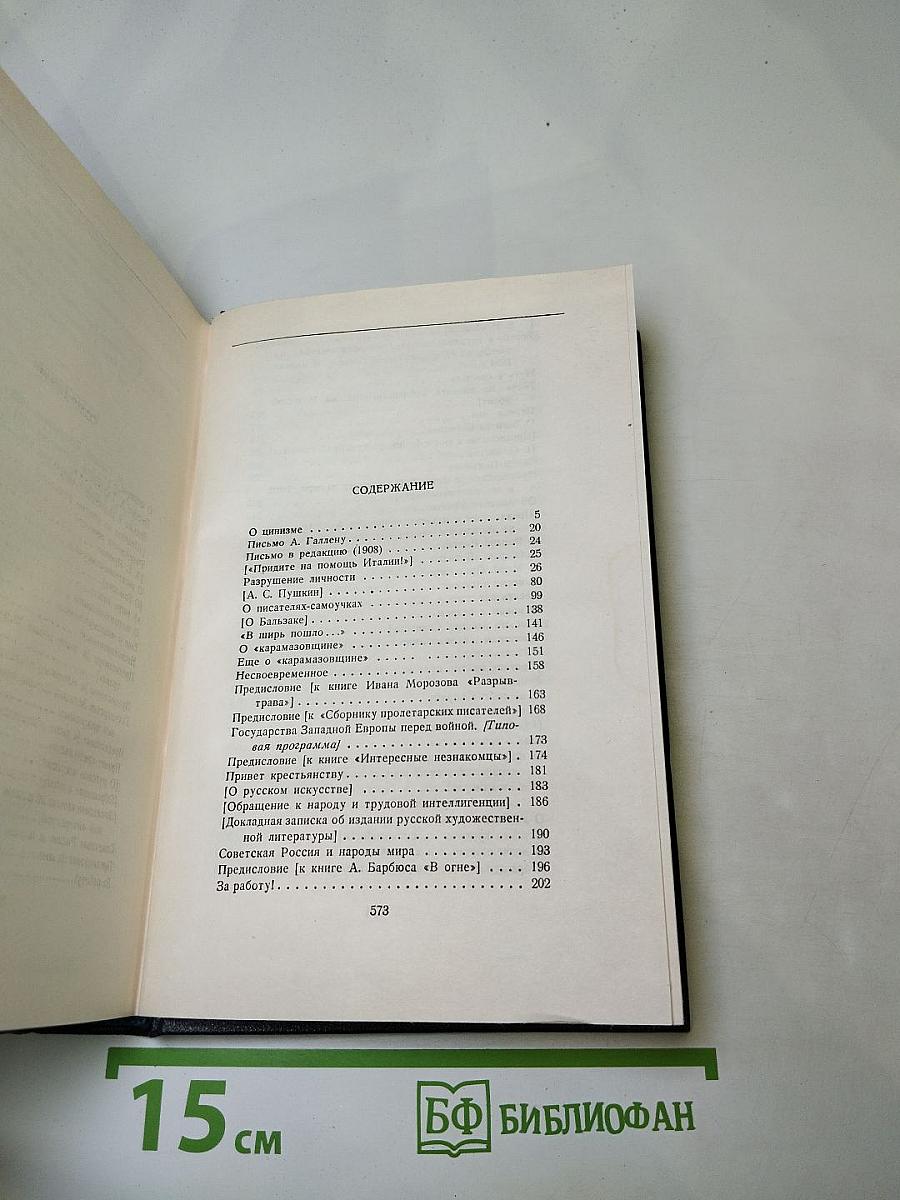 СОДЕРЖАНИЕ
О цинизме . . . . . . . . . . . . . . . . . . . . . . . 5
Письмо А. Галлену . . . . . . . . . . . . . . . . . . . 20
Письмо в редакцию (1908) . . . . . . . . . . . . . . . 24
[«Придите на помощь Италии!»] . . . . . . . . . . . . 25
Разрушение личности . . . . . . . . . . . . . . . . . 26
[А. С. Пушкин] . . . . . . . . . . . . . . . . . . . . 80
О писателях-самоучках . . . . . . . . . . . . . . . . 99
[О Бальзаке] . . . . . . . . . . . . . . . . . . . . . 138
«В ширь пошло...» . . . . . . . . . . . . . . . . . . 141
О «карамазовщине» . . . . . . . . . . . . . . . . . . 146
Еще о «карамазовщине» . . . . . . . . . . . . . . . . 151
Несвоевременное . . . . . . . . . . . . . . . . . . . 158
Предисловие [к книге Ивана Морозова «Разрыв-
трава»] . . . . . . . . . . . . . . . . . . . . . . . 163
Предисловие [к «Сборнику пролетарских писателей»] 168
Государства Западной Европы перед войной. [Типо-
вая программа] . . . . . . . . . . . . . . . . . . . . 173
Предисловие [к книге «Интересные незнакомцы»] . 174
Привет крестьянству . . . . . . . . . . . . . . . . . 181
[О русском искусстве] . . . . . . . . . . . . . . . . 183
[Обращение к народу и трудовой интеллигенции] . 186
[Докладная записка об издании русской художествен-
ной литературы] . . . . . . . . . . . . . . . . . . . 190
Советская Россия и народы мира . . . . . . . . . . . 193
Предисловие [к книге А. Барбюса «В огне»] . . . . 196
За работу! . . . . . . . . . . . . . . . . . . . . . . 202
573
15 см
БФ БИБЛИОФАН